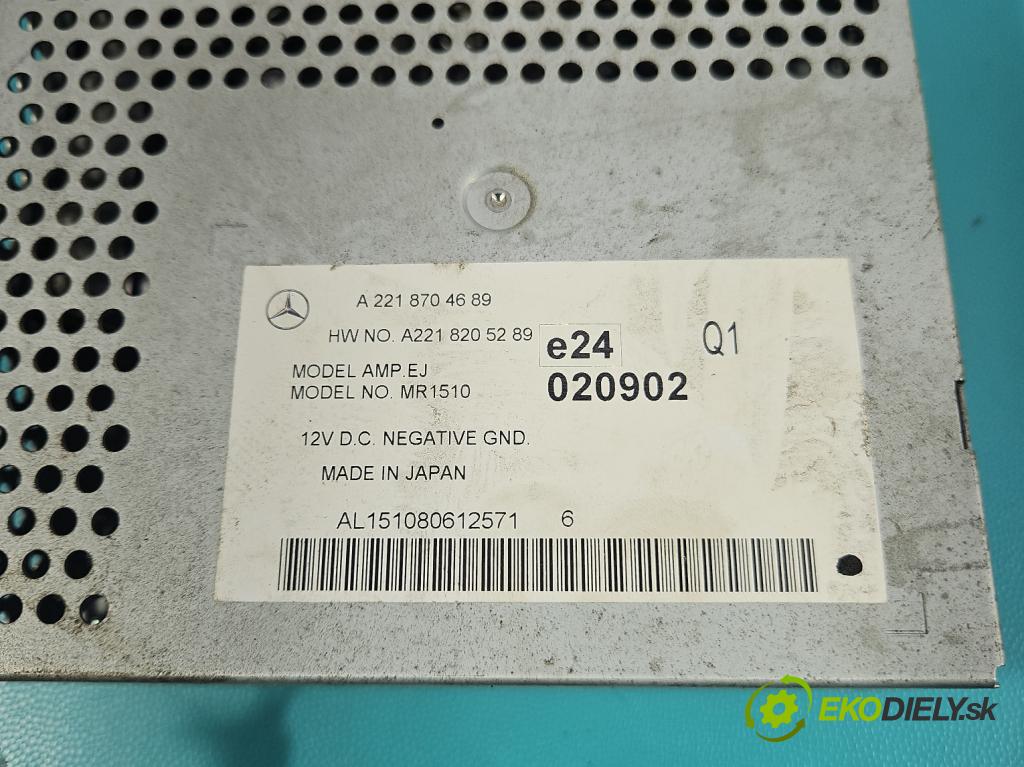 A 221 870 46 89
HW NO. A221 820 52 89
e24
Q1
MODEL AMP.EJ
MODEL NO. MR1510
020902
12V D.C. NEGATIVE GND.
MADE IN JAPAN
AL151080612571 6
EKODIELY.sk